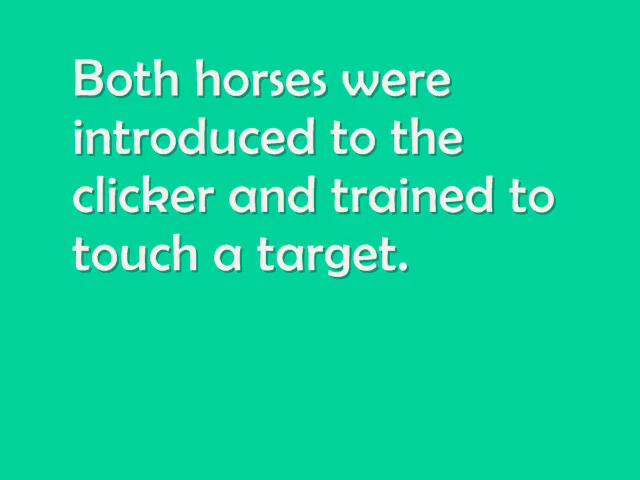 Both horses were
introduced to the
clicker and trained to
touch a target.